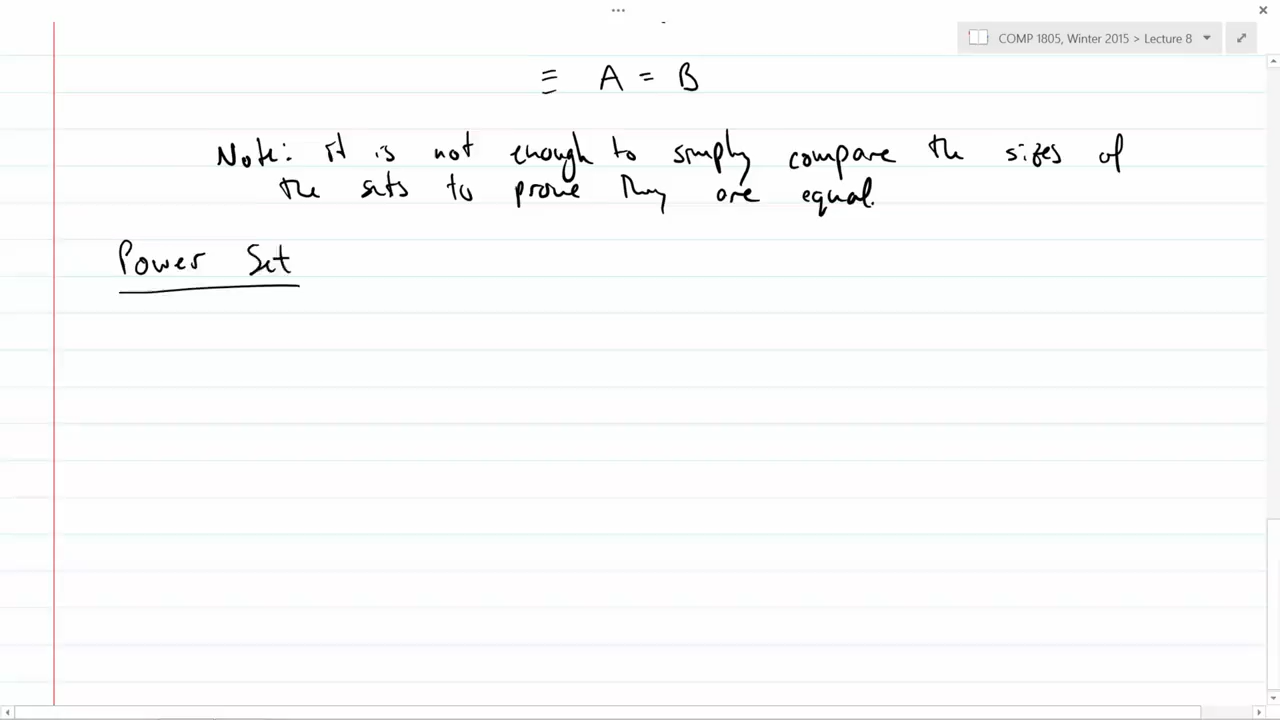 COMP 1805, Winter 2015 > Lecture 8
≡ A = B
Note: it is not enough to simply compare the sizes of
the sets to prove they are equal.
Power Set